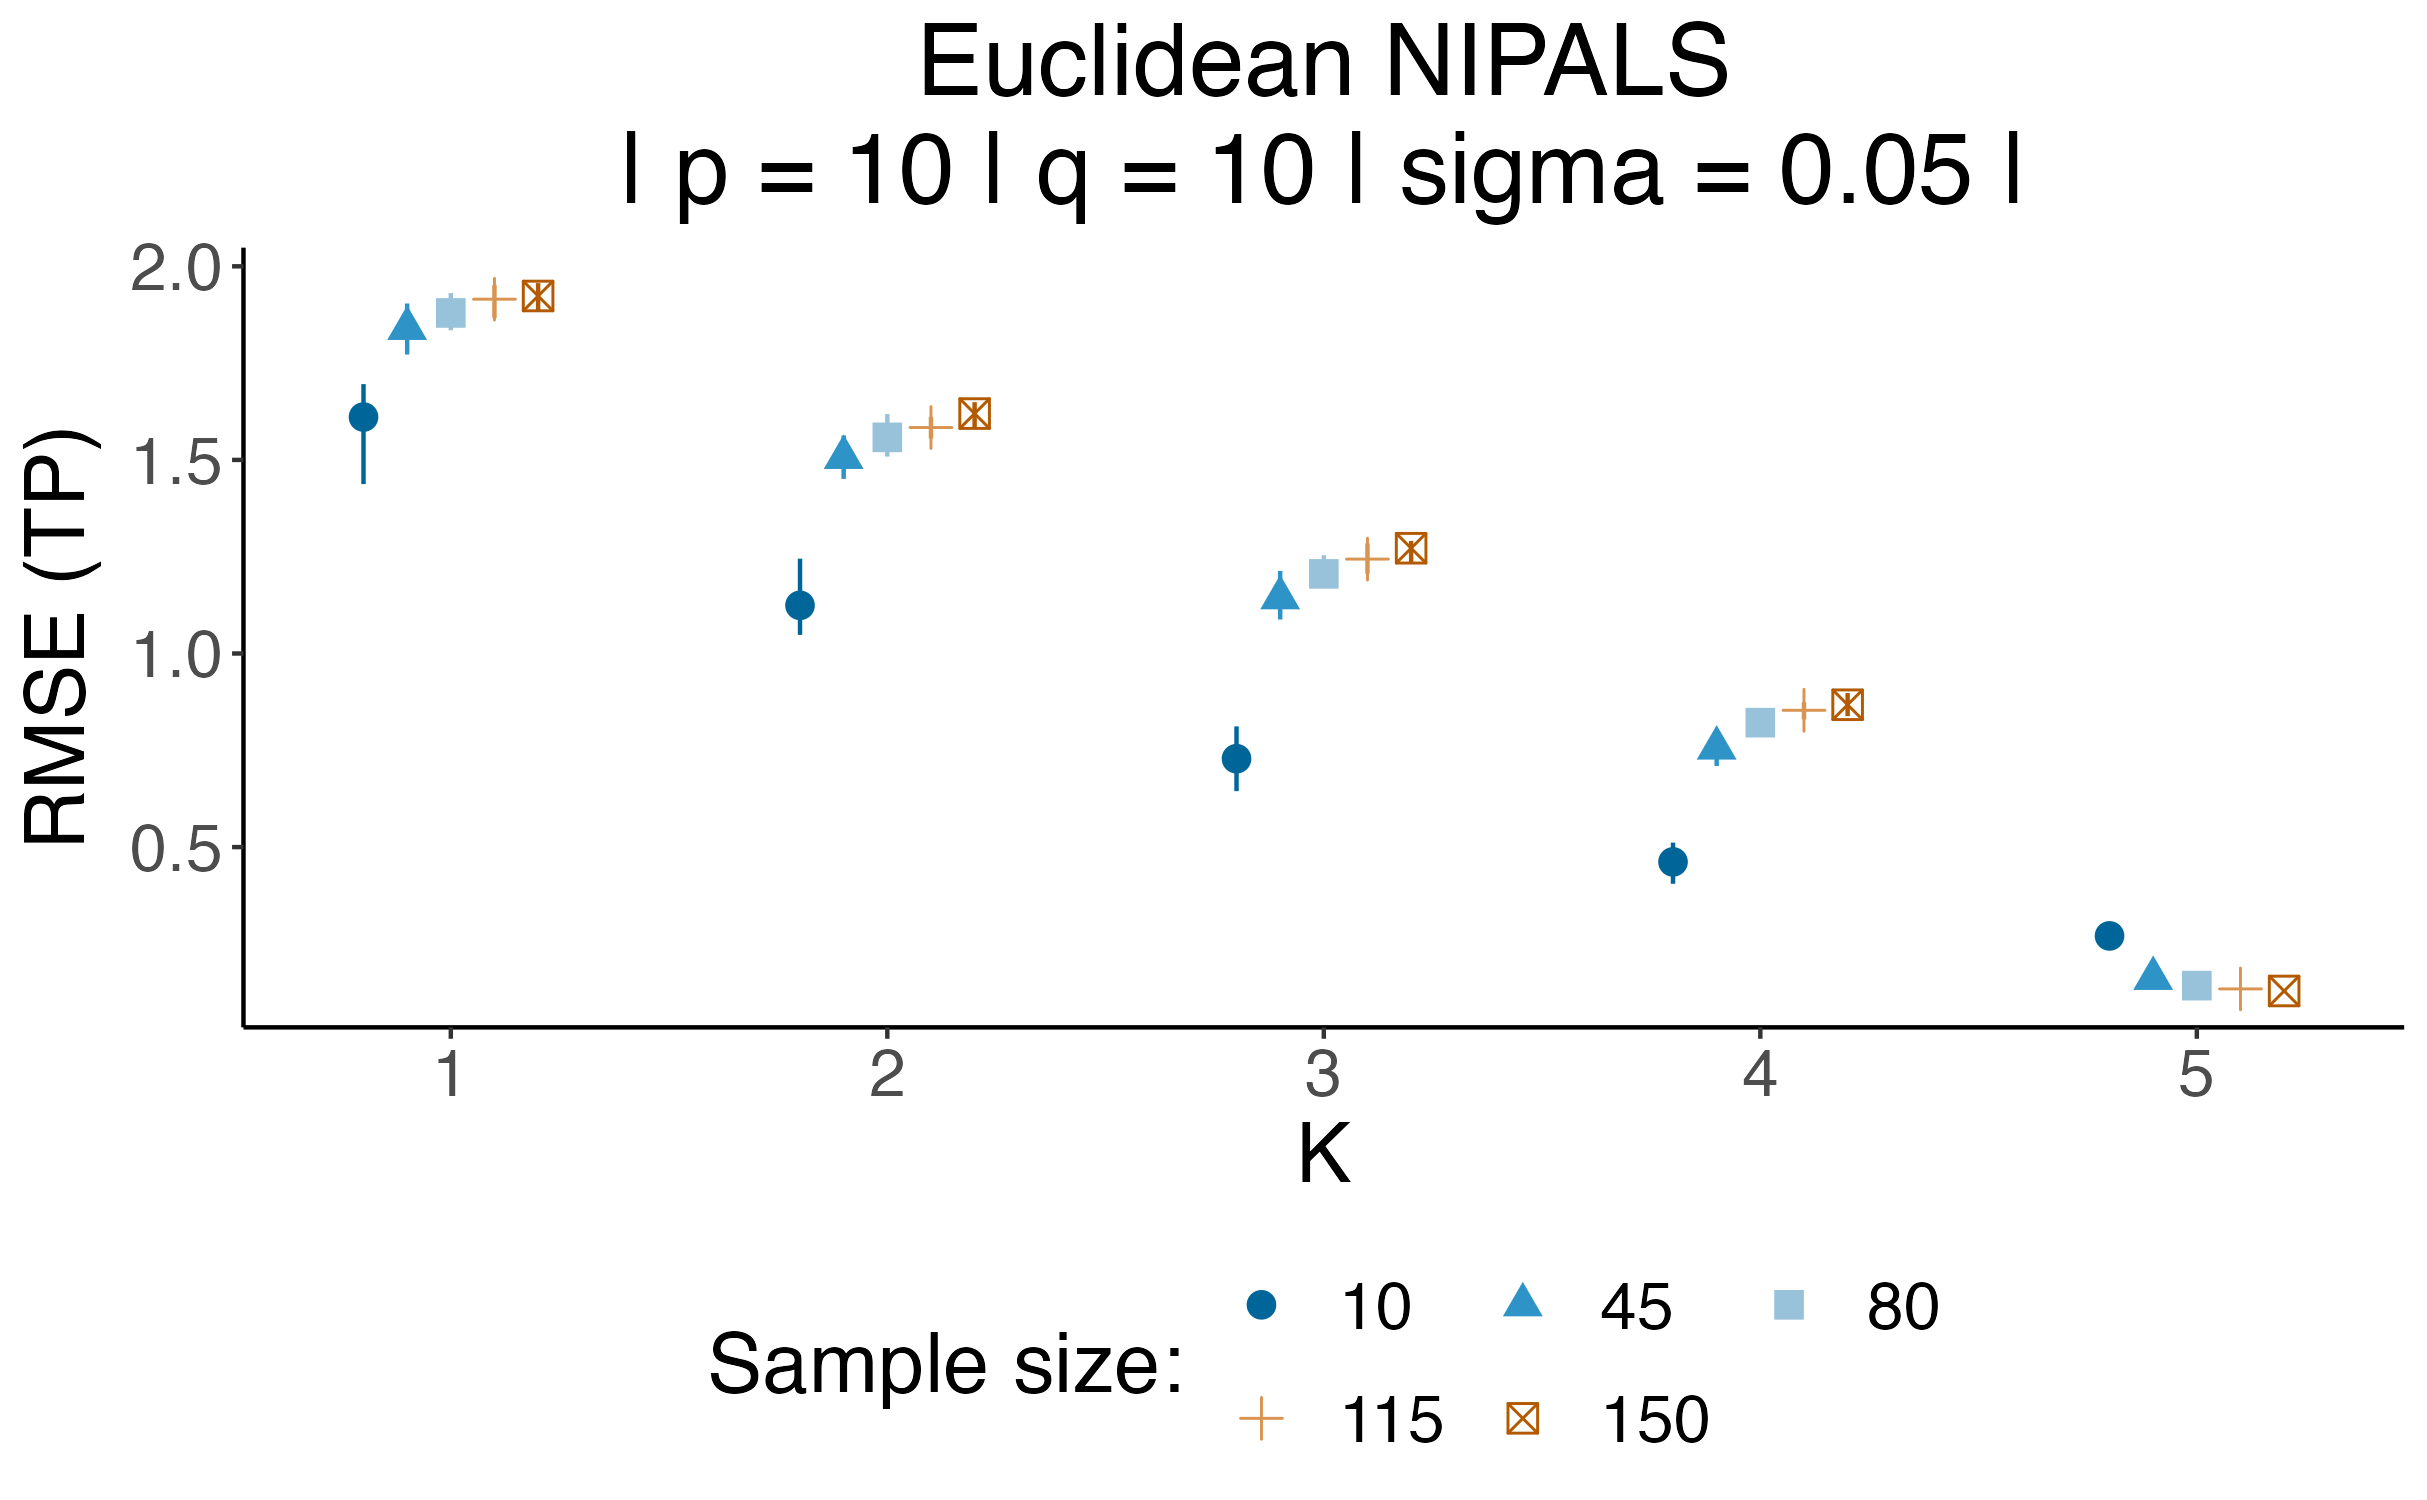 Euclidean NIPALS
| p = 10 | q = 10 | sigma = 0.05 |
2.0
1.5
1.0
0.5
RMSE (TP)
1 2 3 4 5
K
Sample size:
10 45 80
115 150